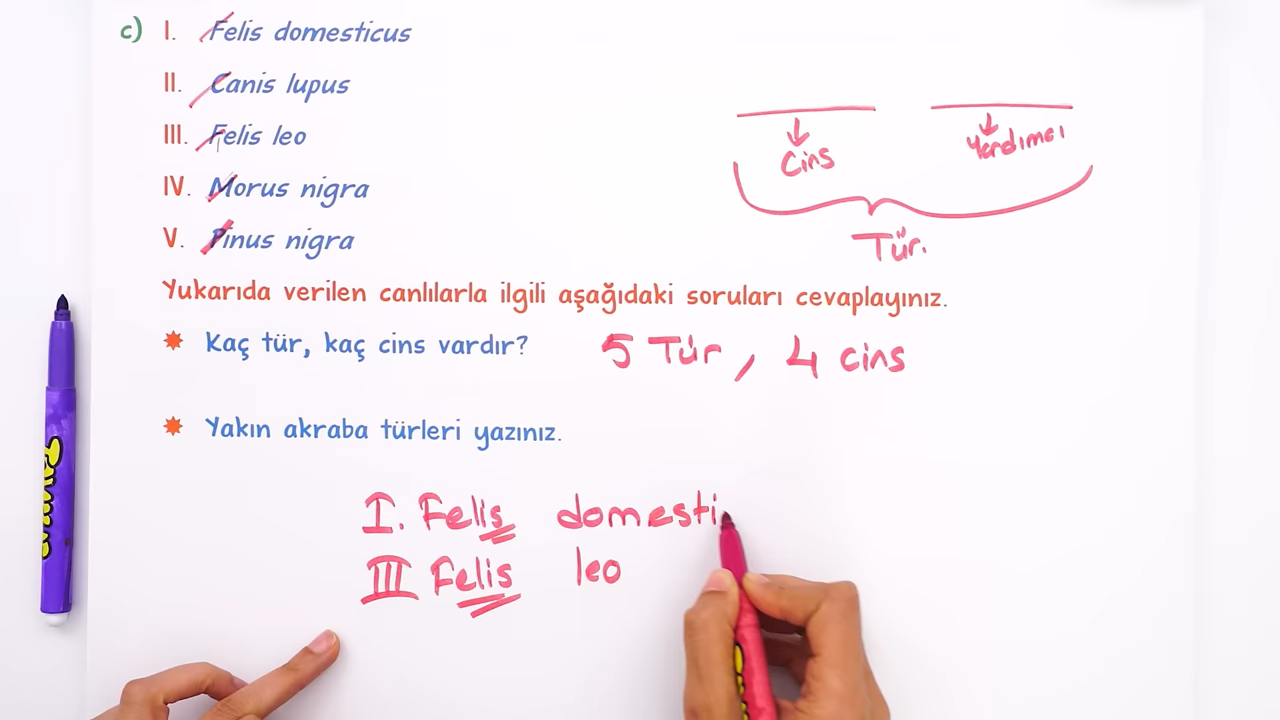 c) I. Felis domesticus
II. Canis lupus
III. Felis leo
IV. Morus nigra
V. Pinus nigra
Cins Yardımcı
Tür.
Yukarıda verilen canlılarla ilgili aşağıdaki soruları cevaplayınız.
Kaç tür, kaç cins vardır? 5 Tür, 4 cins
Yakın akraba türleri yazınız.
I. Felis domesti
III Felis leo